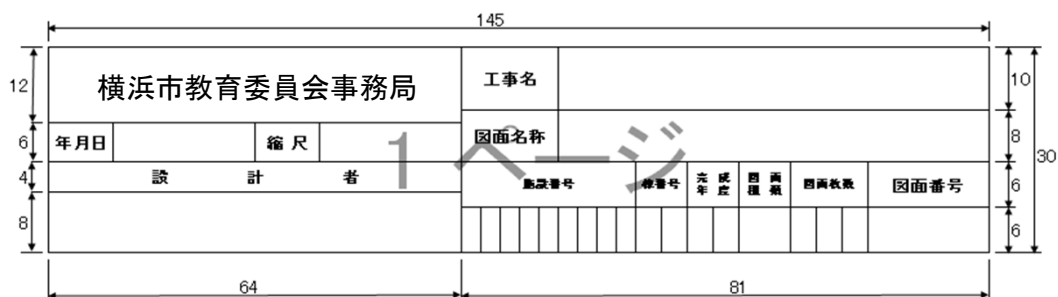 145
横浜市教育委員会事務局
工事名
12
10
年月日 縮尺
図面名称
6
8
30
設計者
4
施設番号 棟番号 完成年度 図面種類 図面枚数 図面番号
6
8
6
64
81
1 ページ